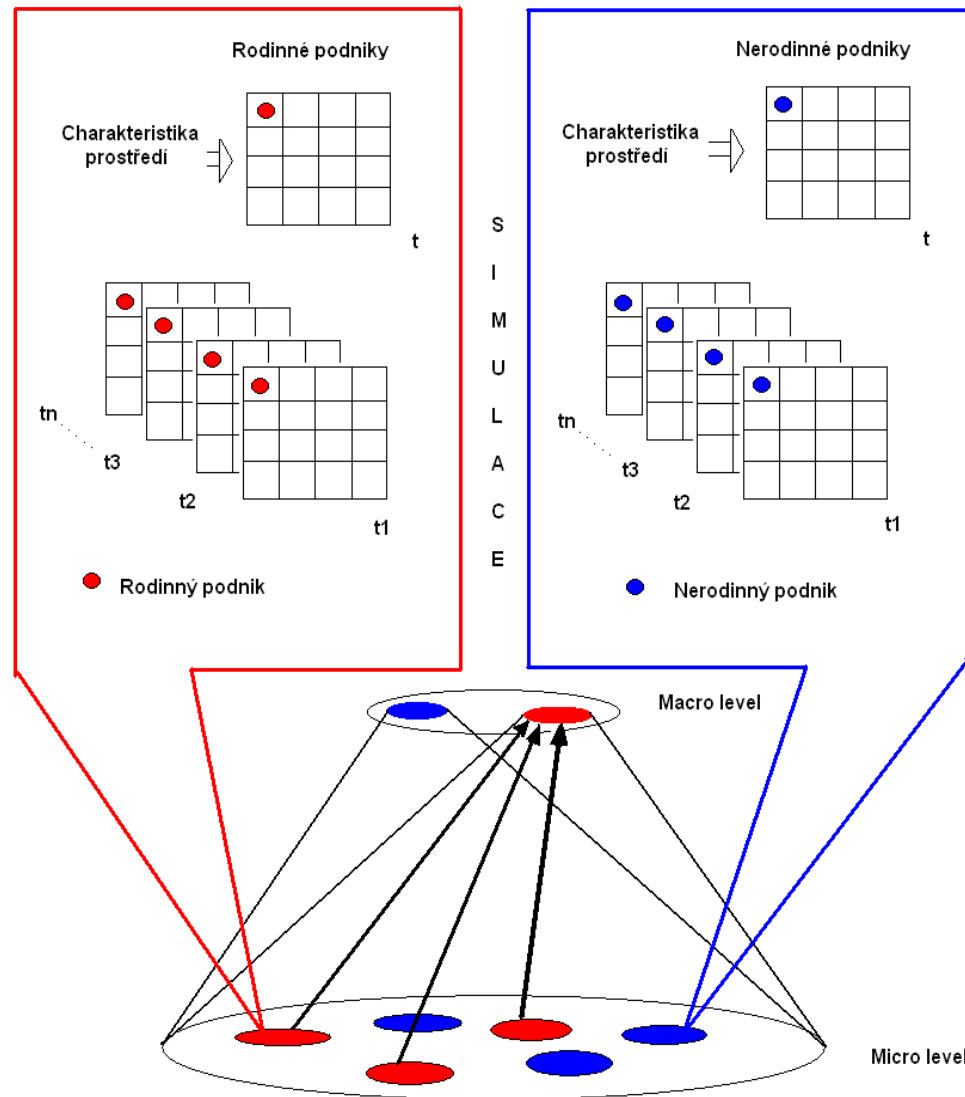 Rodinné podniky
Charakteristika
prostředí
t
tn
t3
t2
t1
Rodinný podnik
S
I
M
U
L
A
C
E
Nerodinné podniky
Charakteristika
prostředí
t
tn
t3
t2
t1
Nerodinný podnik
Macro level
Micro level